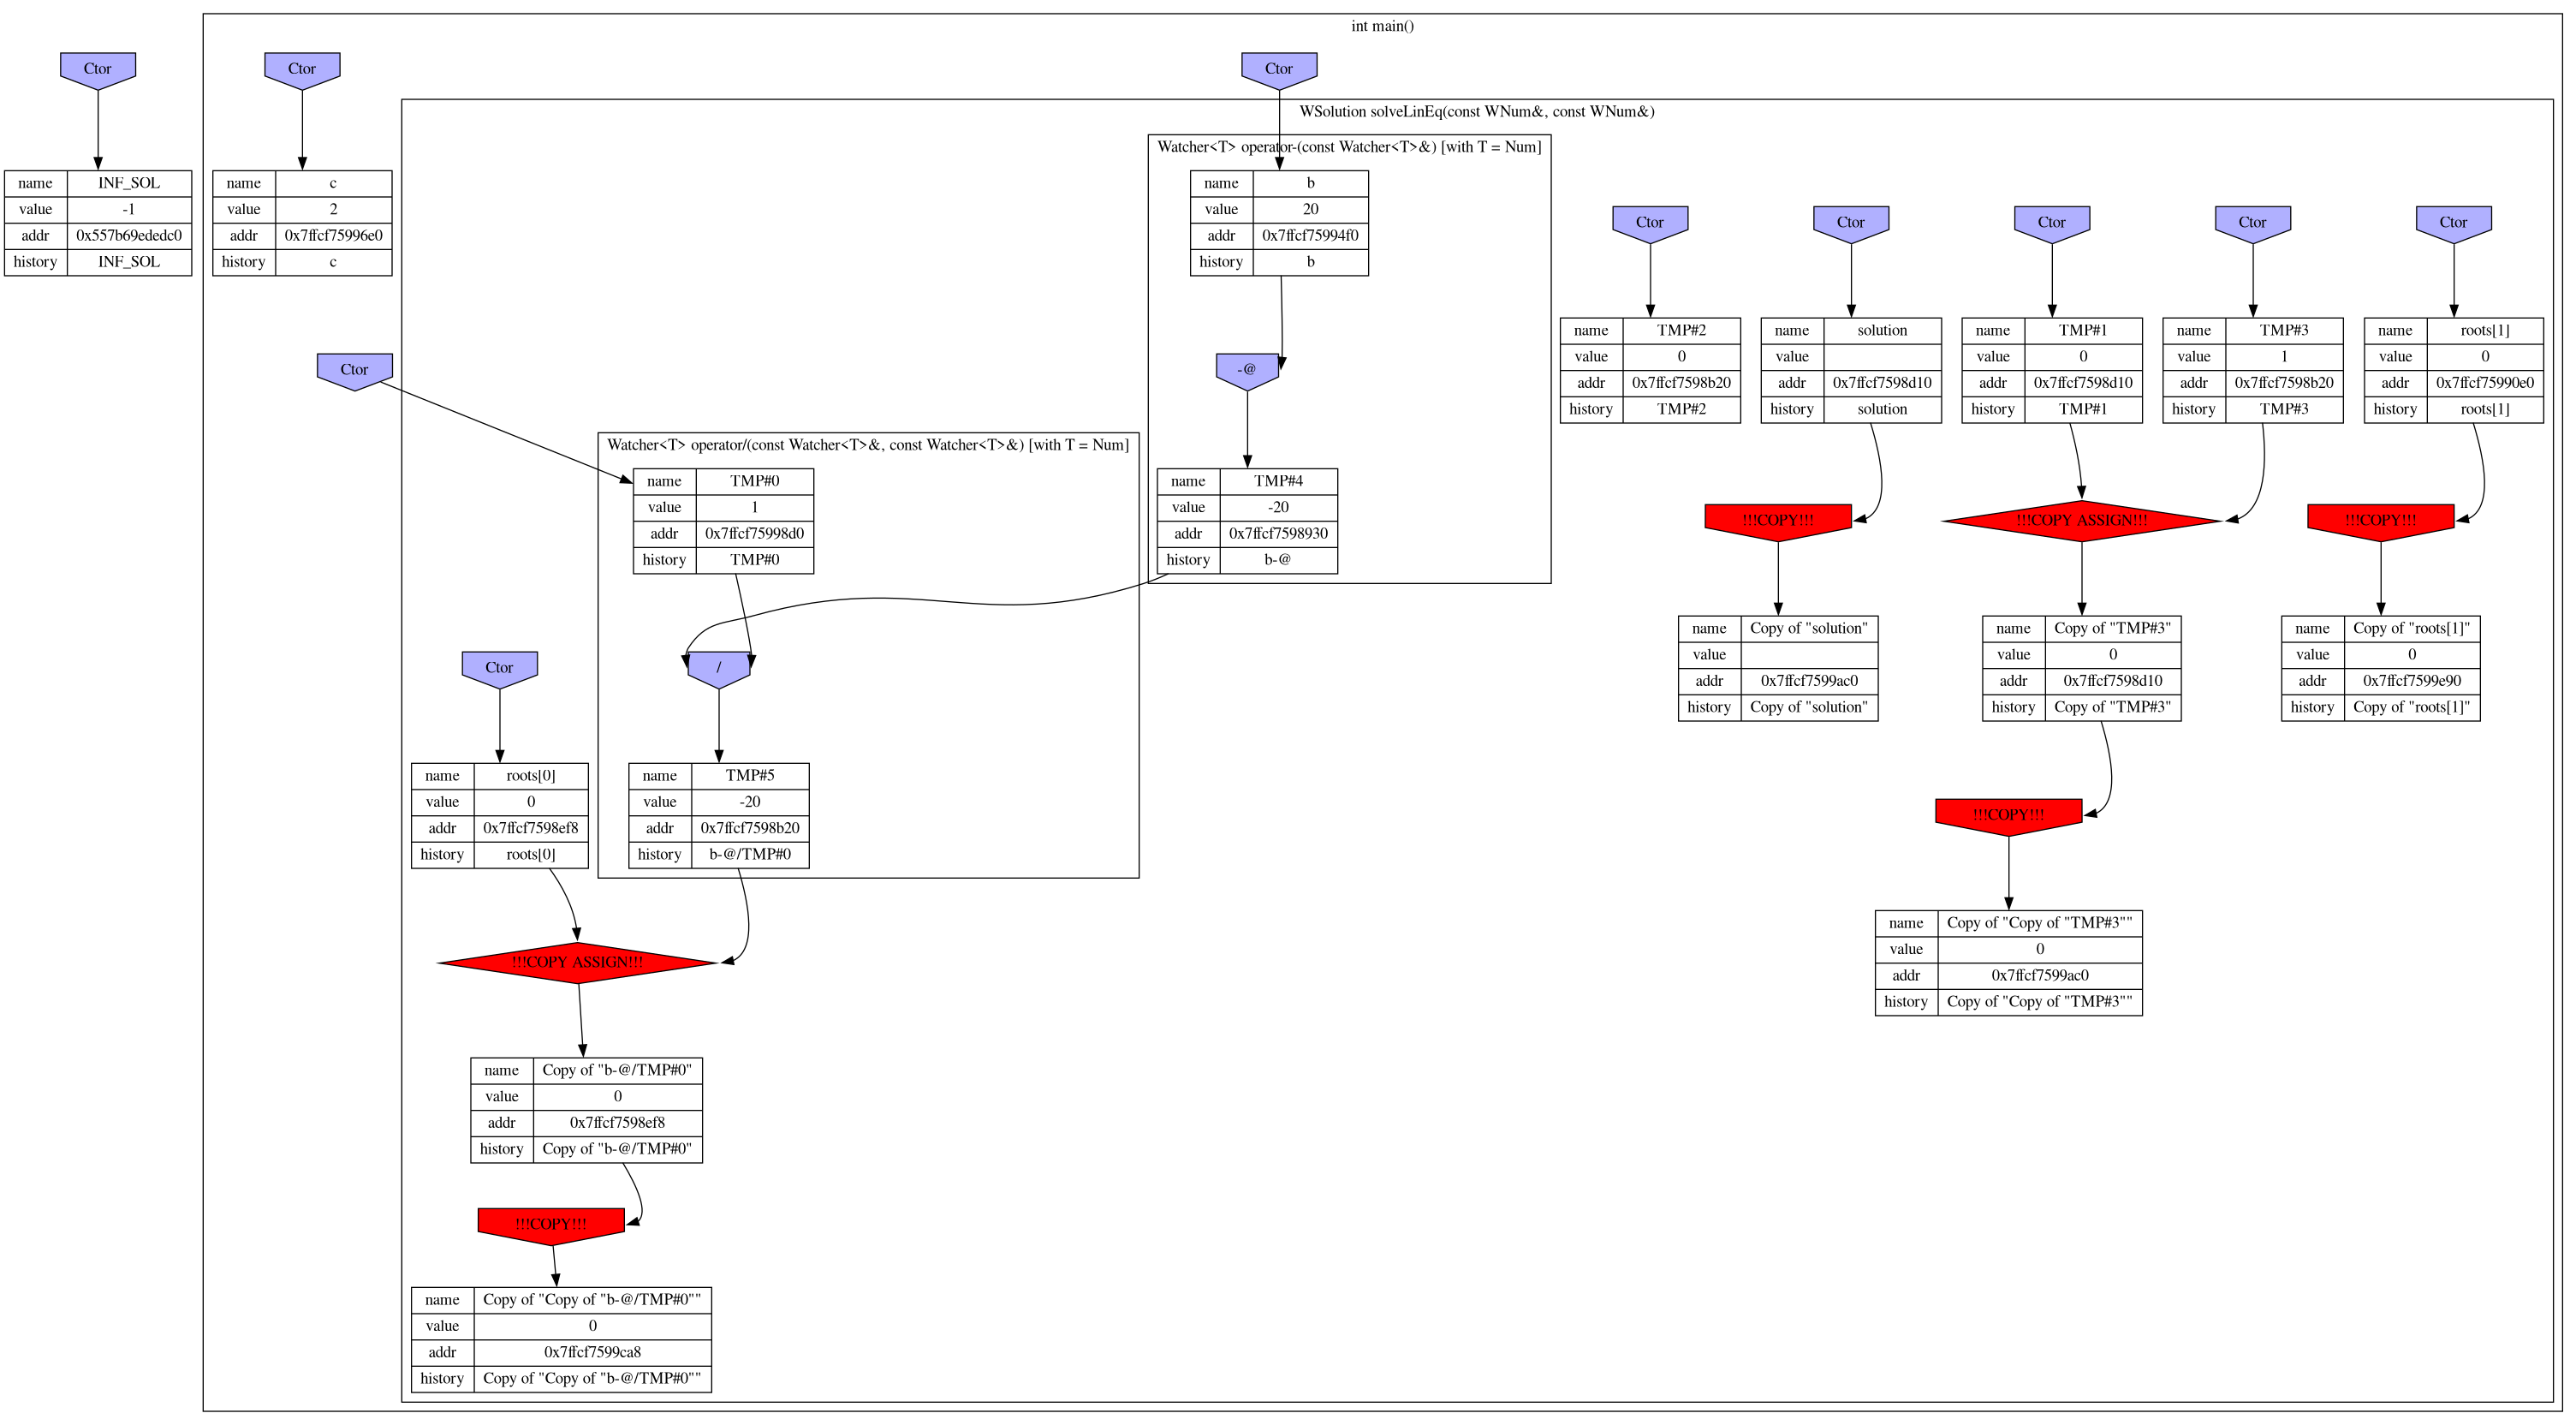 int main()
Ctor
Ctor
Ctor
WSolution solveLinEq(const WNum&, const WNum&)
Watcher<T> operator-(const Watcher<T>&) [with T = Num]
name INF_SOL
value -1
addr 0x557b69ededc0
history INF_SOL
name c
value 2
addr 0x7ffcf75996e0
history c
name b
value 20
addr 0x7ffcf75994f0
history b
Ctor
Ctor
Ctor
Ctor
Ctor
name TMP#2
value 0
addr 0x7ffcf7598b20
history TMP#2
name solution
value
addr 0x7ffcf7598d10
history solution
name TMP#1
value 0
addr 0x7ffcf7598d10
history TMP#1
name TMP#3
value 1
addr 0x7ffcf7598b20
history TMP#3
name roots[1]
value 0
addr 0x7ffcf75990e0
history roots[1]
Ctor
-@
Watcher<T> operator/(const Watcher<T>&, const Watcher<T>&) [with T = Num]
name TMP#0
value 1
addr 0x7ffcf75998d0
history TMP#0
name TMP#4
value -20
addr 0x7ffcf7598930
history b-@
!!!COPY!!!
!!!COPY ASSIGN!!!
!!!COPY!!!
name Copy of "solution"
value
addr 0x7ffcf7599ac0
history Copy of "solution"
name Copy of "TMP#3"
value 0
addr 0x7ffcf7598d10
history Copy of "TMP#3"
name Copy of "roots[1]"
value 0
addr 0x7ffcf7599e90
history Copy of "roots[1]"
Ctor
/
name roots[0]
value 0
addr 0x7ffcf7598ef8
history roots[0]
name TMP#5
value -20
addr 0x7ffcf7598b20
history b-@/TMP#0
!!!COPY!!!
!!!COPY ASSIGN!!!
name Copy of "Copy of "TMP#3""
value 0
addr 0x7ffcf7599ac0
history Copy of "Copy of "TMP#3""
name Copy of "b-@/TMP#0"
value 0
addr 0x7ffcf7598ef8
history Copy of "b-@/TMP#0"
!!!COPY!!!
name Copy of "Copy of "b-@/TMP#0""
value 0
addr 0x7ffcf7599ca8
history Copy of "Copy of "b-@/TMP#0""